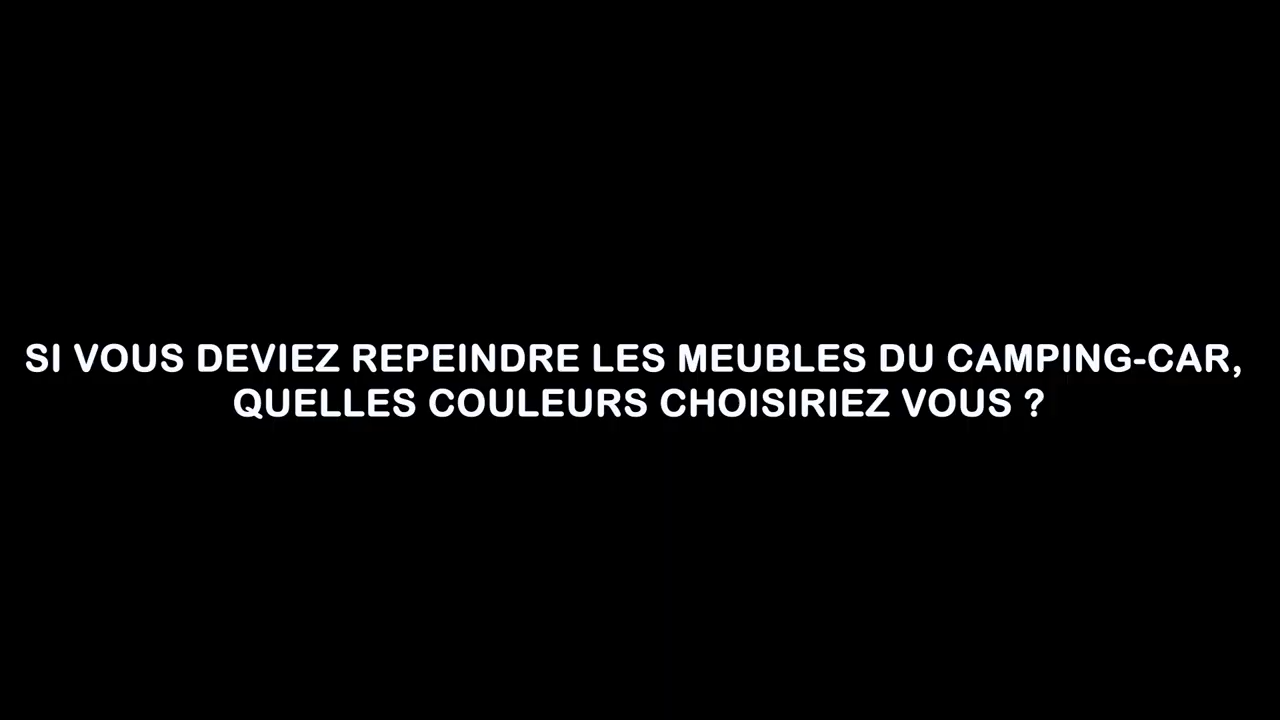 SI VOUS DEVIEZ REPEINDRE LES MEUBLES DU CAMPING-CAR,
QUELLES COULEURS CHOISIRIEZ VOUS ?